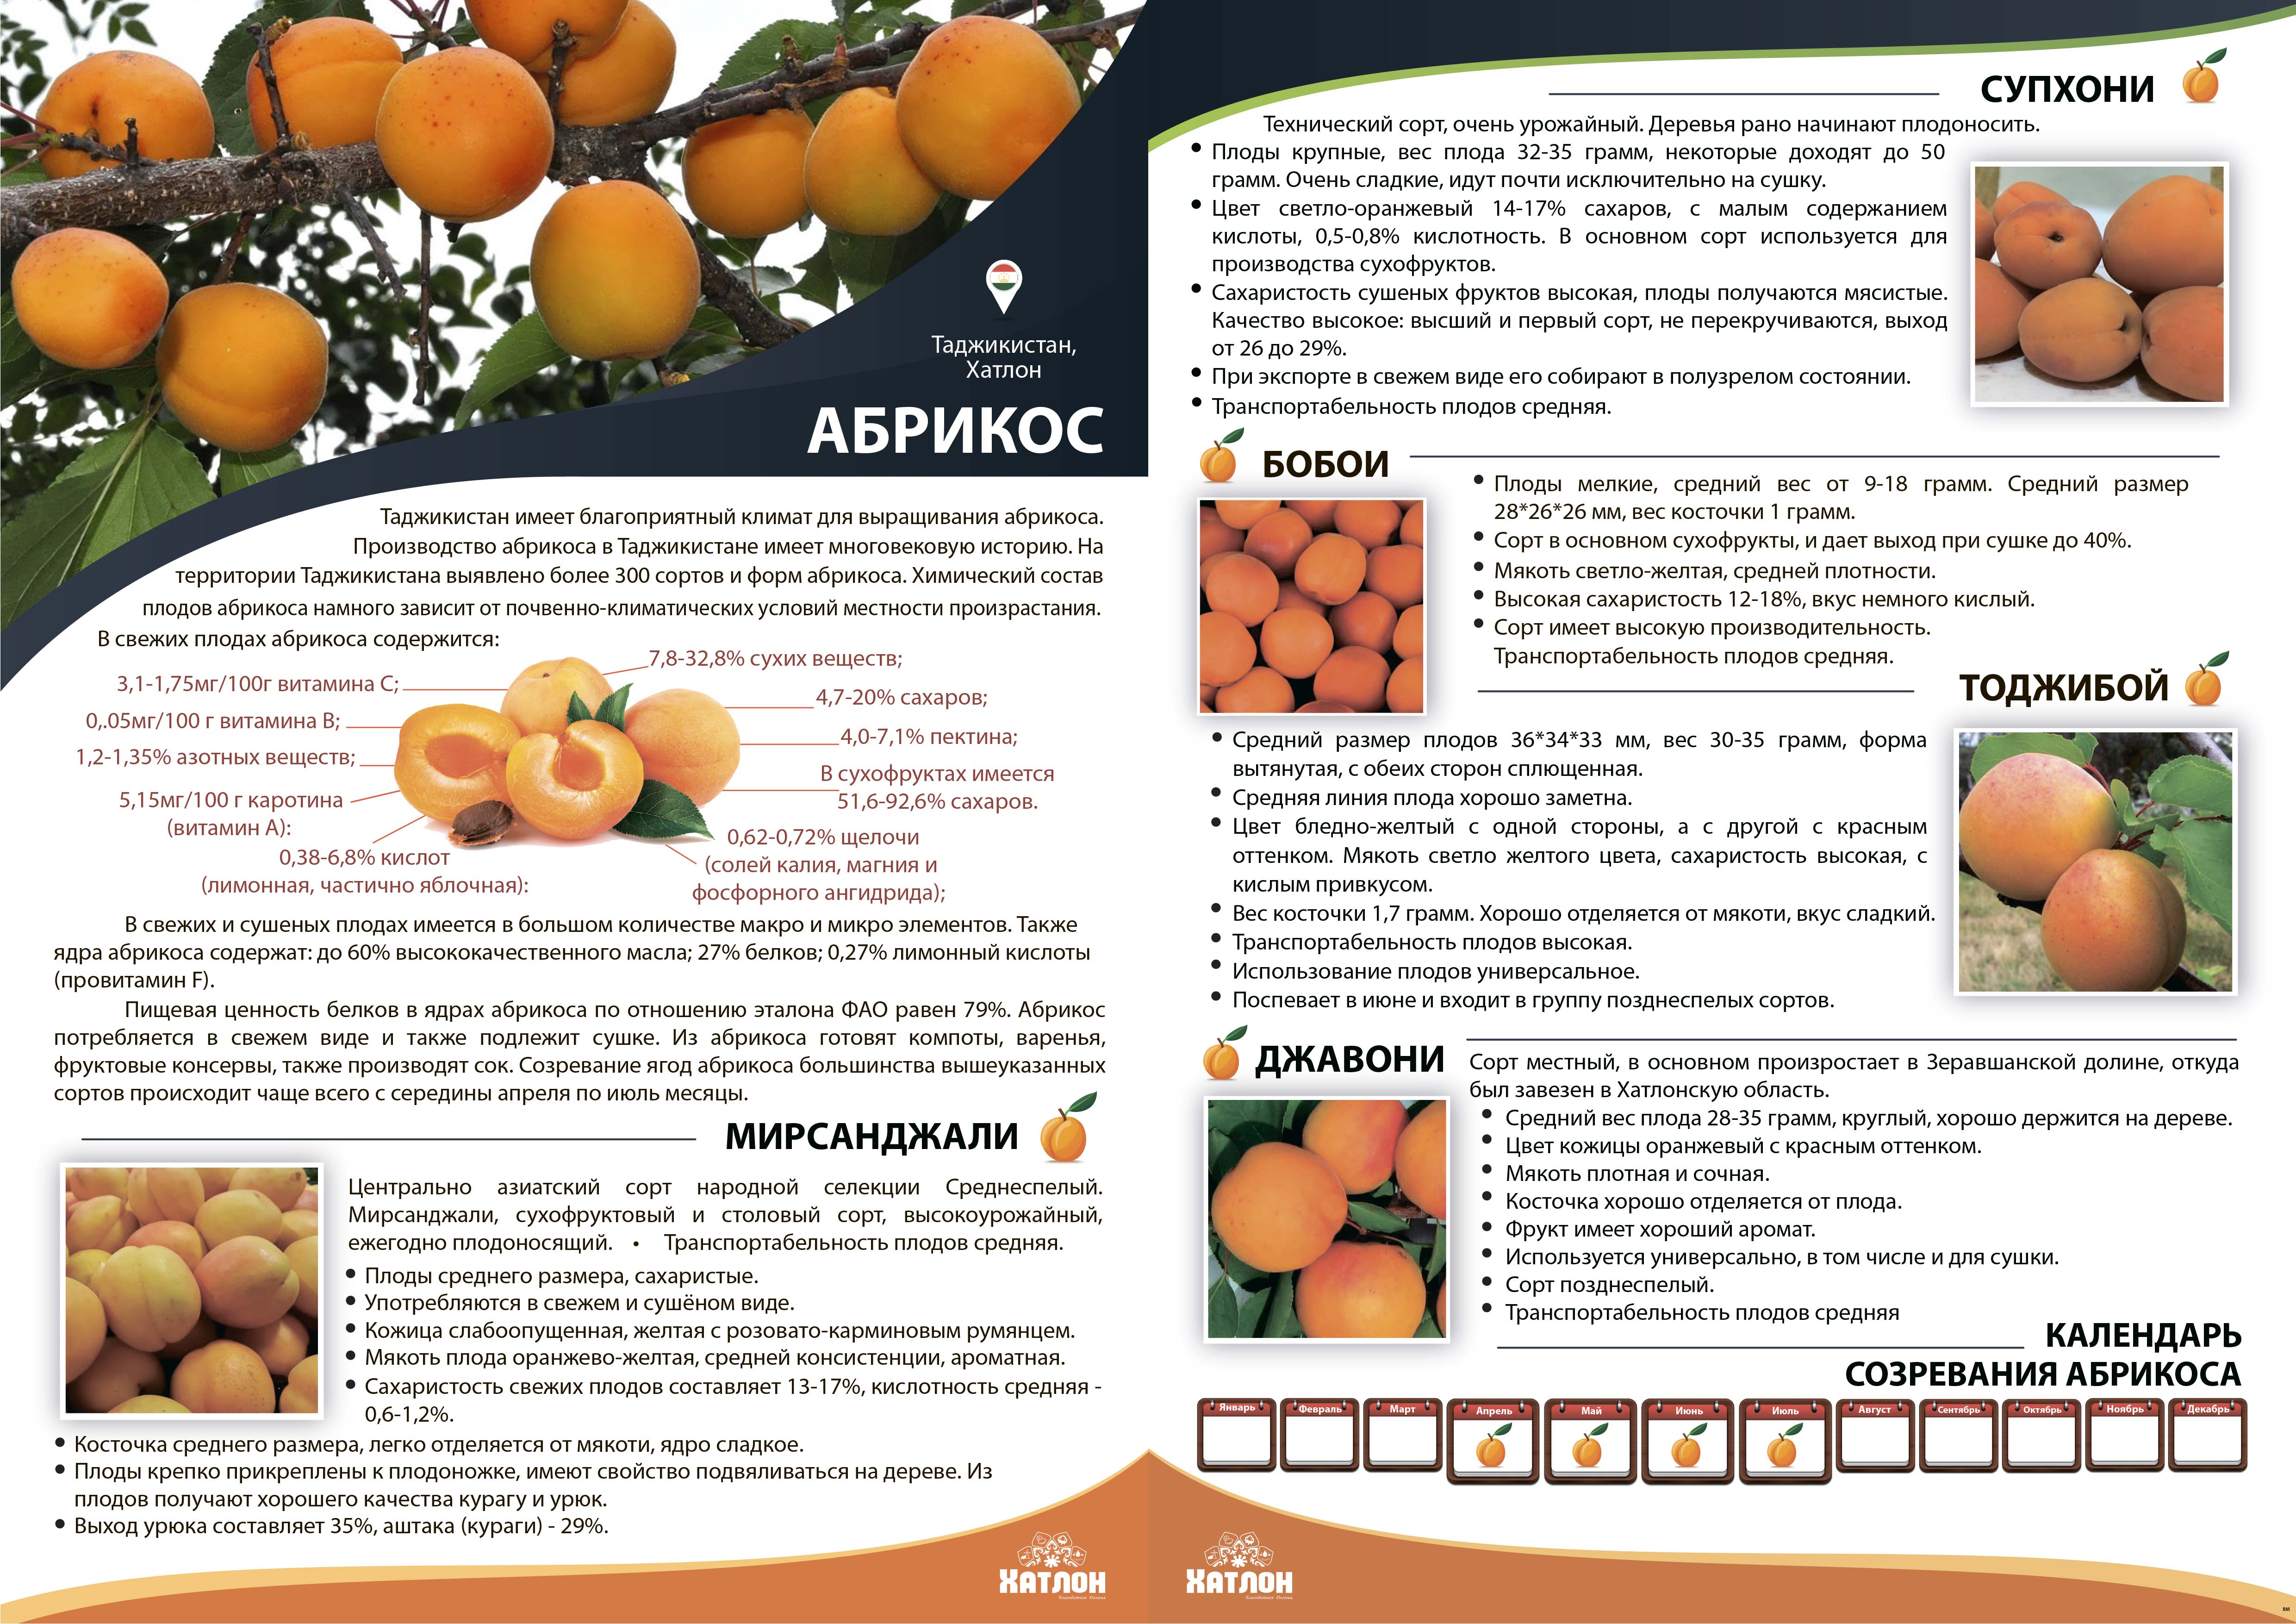 Таджикистан,
Хатлон
АБРИКОС
Таджикистан имеет благоприятный климат для выращивания абрикоса.
Производство абрикоса в Таджикистане имеет многовековую историю. На
территории Таджикистана выявлено более 300 сортов и форм абрикоса. Химический состав
плодов абрикоса намного зависит от почвенно-климатических условий местности произрастания.
В свежих плодах абрикоса содержится:
3,1-1,75мг/100г витамина С;
0,.05мг/100 г витамина В;
1,2-1,35% азотных веществ;
5,15мг/100 г каротина
(витамин А):
0,38-6,8% кислот
(лимонная, частично яблочная):
7,8-32,8% сухих веществ;
4,7-20% сахаров;
4,0-7,1% пектина;
В сухофруктах имеется
51,6-92,6% сахаров.
0,62-0,72% щелочи
(солей калия, магния и
фосфорного ангидрида);
В свежих и сушеных плодах имеется в большом количестве макро и микро элементов. Также
ядра абрикоса содержат: до 60% высококачественного масла; 27% белков; 0,27% лимонный кислоты
(провитамин F).
Пищевая ценность белков в ядрах абрикоса по отношению эталона ФАО равен 79%. Абрикос
потребляется в свежем виде и также подлежит сушке. Из абрикоса готовят компоты, варенья,
фруктовые консервы, также производят сок. Созревание ягод абрикоса большинства вышеуказанных
сортов происходит чаще всего с середины апреля по июль месяцы.
МИРСАНДЖАЛИ
Центрально азиатский сорт народной селекции Среднеспелый.
Мирсанджали, сухофруктовый и столовый сорт, высокоурожайный,
ежегодно плодоносящий. • Транспортабельность плодов средняя.
• Плоды среднего размера, сахаристые.
• Употребляются в свежем и сушёном виде.
• Кожица слабоопущенная, желтая с розовато-карминовым румянцем.
• Мякоть плода оранжево-желтая, средней консистенции, ароматная.
• Сахаристость свежих плодов составляет 13-17%, кислотность средняя -
0,6-1,2%.
• Косточка среднего размера, легко отделяется от мякоти, ядро сладкое.
• Плоды крепко прикреплены к плодоножке, имеют свойство подвяливаться на дереве. Из
плодов получают хорошего качества курагу и урюк.
• Выход урюка составляет 35%, аштака (кураги) - 29%.
ХАТЛОН
СУПХОНИ
Технический сорт, очень урожайный. Деревья рано начинают плодоносить.
• Плоды крупные, вес плода 32-35 грамм, некоторые доходят до 50
грамм. Очень сладкие, идут почти исключительно на сушку.
• Цвет светло-оранжевый 14-17% сахаров, с малым содержанием
кислоты, 0,5-0,8% кислотность. В основном сорт используется для
производства сухофруктов.
• Сахаристость сушеных фруктов высокая, плоды получаются мясистые.
Качество высокое: высший и первый сорт, не перекручиваются, выход
от 26 до 29%.
• При экспорте в свежем виде его собирают в полузрелом состоянии.
• Транспортабельность плодов средняя.
БОБОИ
• Плоды мелкие, средний вес от 9-18 грамм. Средний размер
28*26*26 мм, вес косточки 1 грамм.
• Сорт в основном сухофрукты, и дает выход при сушке до 40%.
• Мякоть светло-желтая, средней плотности.
• Высокая сахаристость 12-18%, вкус немного кислый.
• Сорт имеет высокую производительность.
Транспортабельность плодов средняя.
ТОДЖИБОЙ
• Средний размер плодов 36*34*33 мм, вес 30-35 грамм, форма
вытянутая, с обеих сторон сплющенная.
• Средняя линия плода хорошо заметна.
• Цвет бледно-желтый с одной стороны, а с другой с красным
оттенком. Мякоть светло желтого цвета, сахаристость высокая, с
кислым привкусом.
• Вес косточки 1,7 грамм. Хорошо отделяется от мякоти, вкус сладкий.
• Транспортабельность плодов высокая.
• Использование плодов универсальное.
• Поспевает в июне и входит в группу позднеспелых сортов.
ДЖАВОНИ
Сорт местный, в основном произростает в Зеравшанской долине, откуда
был завезен в Хатлонскую область.
• Средний вес плода 28-35 грамм, круглый, хорошо держится на дереве.
• Цвет кожицы оранжевый с красным оттенком.
• Мякоть плотная и сочная.
• Косточка хорошо отделяется от плода.
• Фрукт имеет хороший аромат.
• Используется универсально, в том числе и для сушки.
• Сорт позднеспелый.
• Транспортабельность плодов средняя
КАЛЕНДАРЬ
СОЗРЕВАНИЯ АБРИКОСА
Январь Февраль Март Апрель Май Июнь Июль Август Сентябрь Октябрь Ноябрь Декабрь
ХАТЛОН